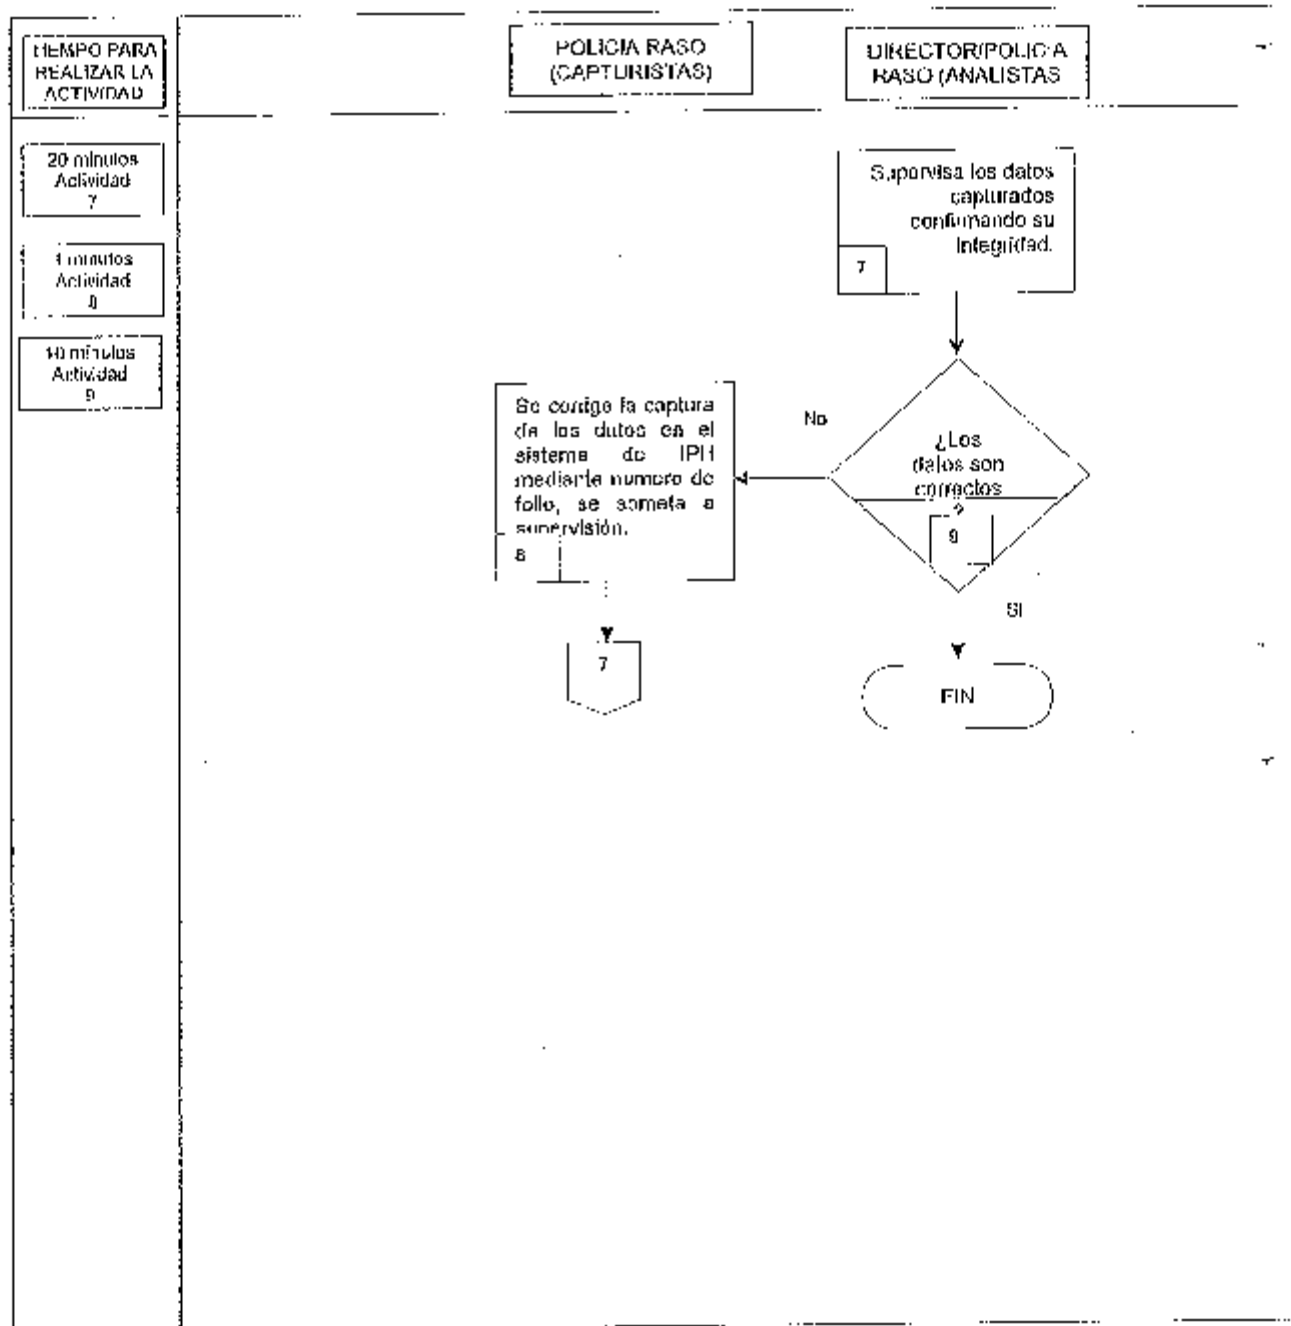 TIEMPO PARA
REALIZAR LA
ACTIVIDAD
POLICIA RASO
(CAPTURISTAS)
DIRECTOR/POLICIA
RASO (ANALISTAS
20 minutos
Actividad
7
minutos
Actividad
8
10 minutos
Actividad
9
Supervisa los datos
capturados
confirmando su
integridad.
7
¿Los
datos son
correctos
?
9
No
Se corrige la captura
de los datos en el
sistema de IPH
mediante numero de
folio, se someta a
supervisión.
8
7
SI
FIN